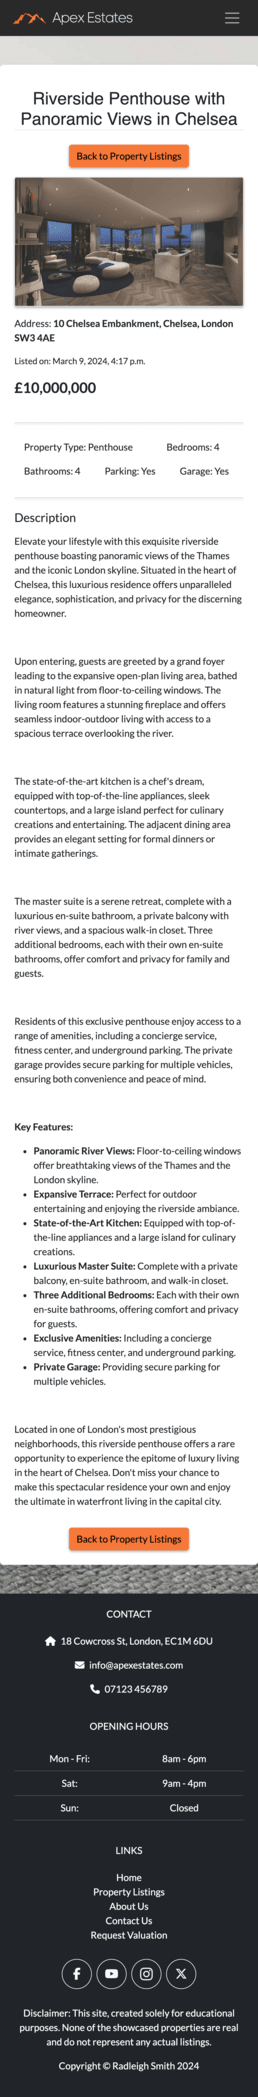 Apex Estates
Riverside Penthouse with
Panoramic Views in Chelsea
Back to Property Listings
Address: 10 Chelsea Embankment, Chelsea, London
SW3 4AE
Listed on: March 9, 2024, 4:17 p.m.
£10,000,000
Property Type: Penthouse Bedrooms: 4
Bathrooms: 4 Parking: Yes Garage: Yes
Description
Elevate your lifestyle with this exquisite riverside
penthouse boasting panoramic views of the Thames
and the iconic London skyline. Situated in the heart of
Chelsea, this luxurious residence offers unparalleled
elegance, sophistication, and privacy for the discerning
homeowner.
Upon entering, guests are greeted by a grand foyer
leading to the expansive open-plan living area, bathed
in natural light from floor-to-ceiling windows. The
living room features a stunning fireplace and offers
seamless indoor-outdoor living with access to a
spacious terrace overlooking the river.
The state-of-the-art kitchen is a chef's dream,
equipped with top-of-the-line appliances, sleek
countertops, and a large island perfect for culinary
creations and entertaining. The adjacent dining area
provides an elegant setting for formal dinners or
intimate gatherings.
The master suite is a serene retreat, complete with a
luxurious en-suite bathroom, a private balcony with
river views, and a spacious walk-in closet. Three
additional bedrooms, each with their own en-suite
bathrooms, offer comfort and privacy for family and
guests.
Residents of this exclusive penthouse enjoy access to a
range of amenities, including a concierge service,
fitness center, and underground parking. The private
garage provides secure parking for multiple vehicles,
ensuring both convenience and peace of mind.
Key Features:
• Panoramic River Views: Floor-to-ceiling windows
offer breathtaking views of the Thames and the
London skyline.
• Expansive Terrace: Perfect for outdoor
entertaining and enjoying the riverside ambiance.
• State-of-the-Art Kitchen: Equipped with top-of-
the-line appliances and a large island for culinary
creations.
• Luxurious Master Suite: Complete with a private
balcony, en-suite bathroom, and walk-in closet.
• Three Additional Bedrooms: Each with their own
en-suite bathrooms, offering comfort and privacy
for guests.
• Exclusive Amenities: Including a concierge
service, fitness center, and underground parking.
• Private Garage: Providing secure parking for
multiple vehicles.
Located in one of London's most prestigious
neighborhoods, this riverside penthouse offers a rare
opportunity to experience the epitome of luxury living
in the heart of Chelsea. Don't miss your chance to
make this spectacular residence your own and enjoy
the ultimate in waterfront living in the capital city.
Back to Property Listings
CONTACT
18 Cowcross St, London, EC1M 6DU
info@apexestates.com
07123 456789
OPENING HOURS
Mon - Fri: 8am - 6pm
Sat: 9am - 4pm
Sun: Closed
LINKS
Home
Property Listings
About Us
Contact Us
Request Valuation
Disclaimer: This site, created solely for educational
purposes. None of the showcased properties are real
and do not represent any actual listings.
Copyright © Radleigh Smith 2024